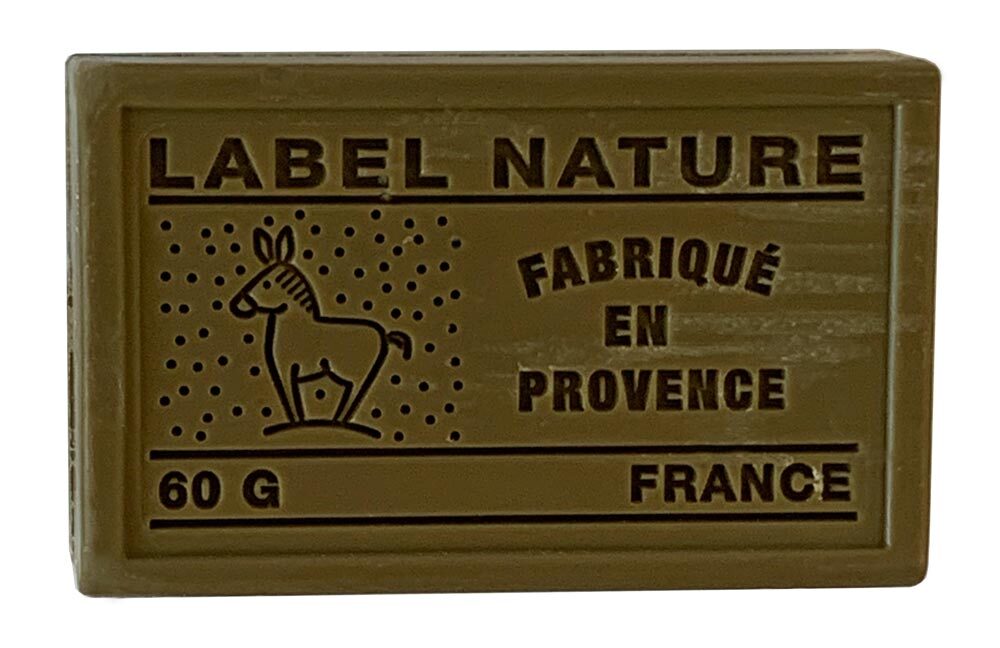 LABEL NATURE
FABRIQUÉ
EN
PROVENCE
60 G FRANCE